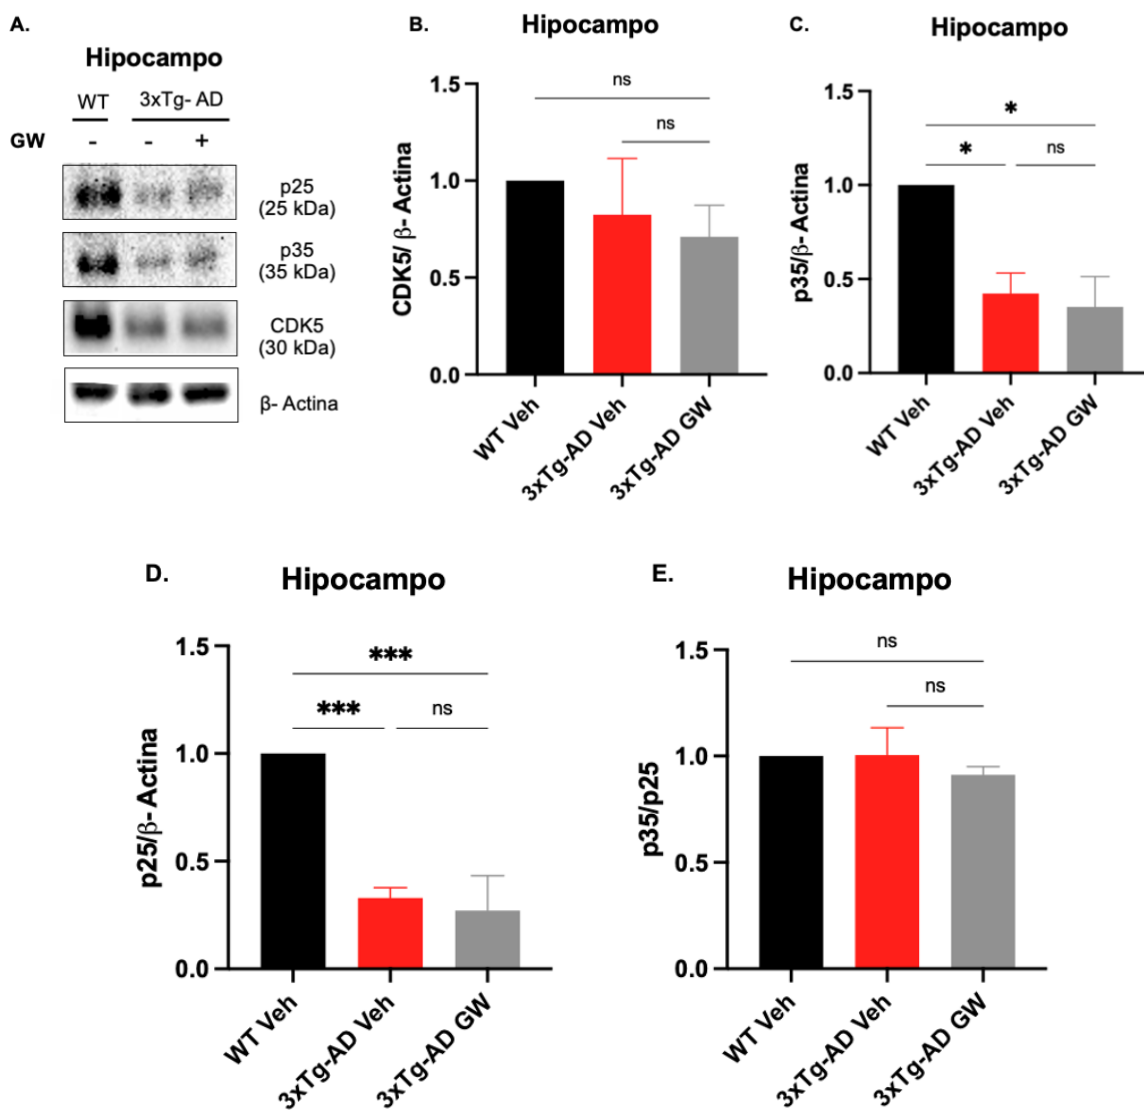 A.
Hipocampo
WT 3xTg- AD
GW - - +
p25
(25 kDa)
p35
(35 kDa)
CDK5
(30 kDa)
β- Actina
B.
Hipocampo
CDK5/ β- Actina
1.5
1.0
0.5
0.0
ns
ns
WT Veh
3xTg-AD Veh
3xTg-AD GW
C.
Hipocampo
p35/β- Actina
1.5
1.0
0.5
0.0
*
* ns
WT Veh
3xTg-AD Veh
3xTg-AD GW
D.
Hipocampo
p25/β- Actina
1.5
1.0
0.5
0.0
***
*** ns
WT Veh
3xTg-AD Veh
3xTg-AD GW
E.
Hipocampo
p35/p25
1.5
1.0
0.5
0.0
ns
ns
WT Veh
3xTg-AD Veh
3xTg-AD GW